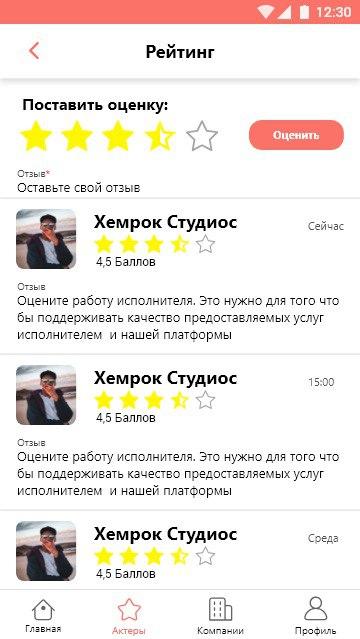 12:30
Рейтинг
Поставить оценку:
Оценить
Отзыв*
Оставьте свой отзыв
Хемрок Студиос
Сейчас
4,5 Баллов
Отзыв
Оцените работу исполнителя. Это нужно для того что
бы поддерживать качество предоставляемых услуг
исполнителем и нашей платформы
Хемрок Студиос
15:00
4,5 Баллов
Отзыв
Оцените работу исполнителя. Это нужно для того что
бы поддерживать качество предоставляемых услуг
исполнителем и нашей платформы
Хемрок Студиос
Среда
4,5 Баллов
Главная
Актеры
Компании
Профиль